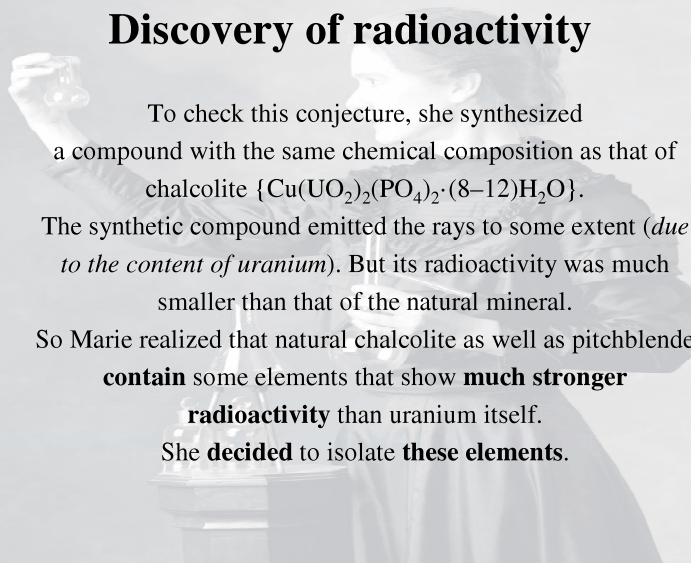 Discovery of radioactivity
To check this conjecture, she synthesized
a compound with the same chemical composition as that of
chalcolite {Cu(UO₂)₂(PO₄)₂·(8–12)H₂O}.
The synthetic compound emitted the rays to some extent (due
to the content of uranium). But its radioactivity was much
smaller than that of the natural mineral.
So Marie realized that natural chalcolite as well as pitchblende
contain some elements that show much stronger
radioactivity than uranium itself.
She decided to isolate these elements.